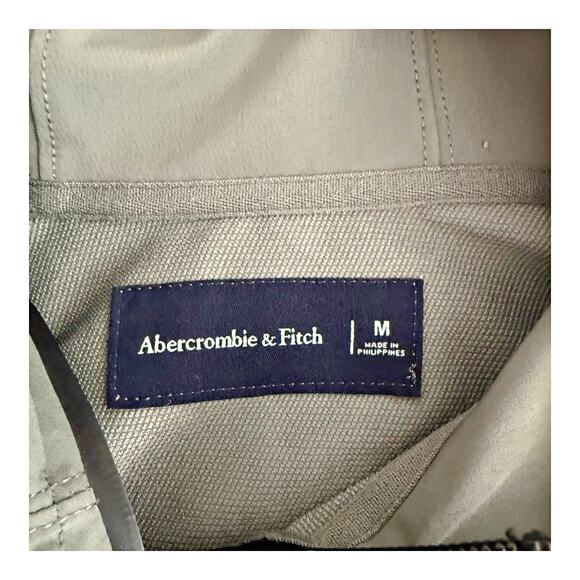 Abercrombie & Fitch
M
MADE IN
PHILIPPINES